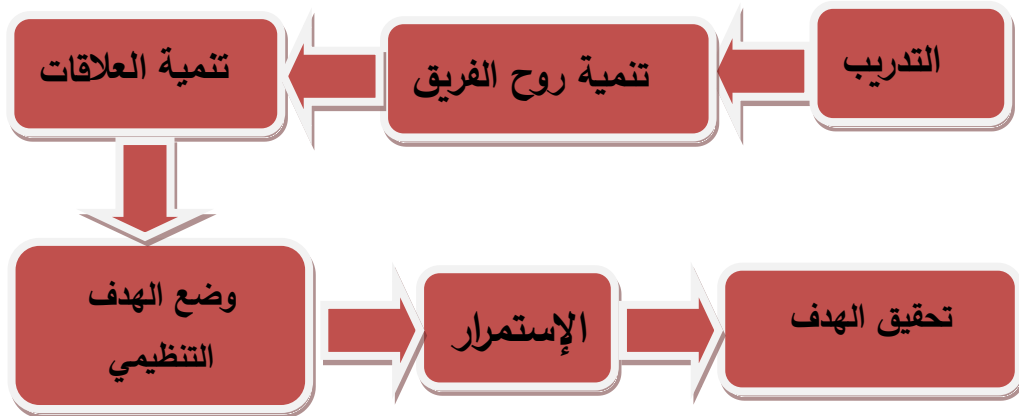 التدريب
تنمية روح الفريق
تنمية العلاقات
وضع الهدف
التنظيمي
الإستمرار
تحقيق الهدف